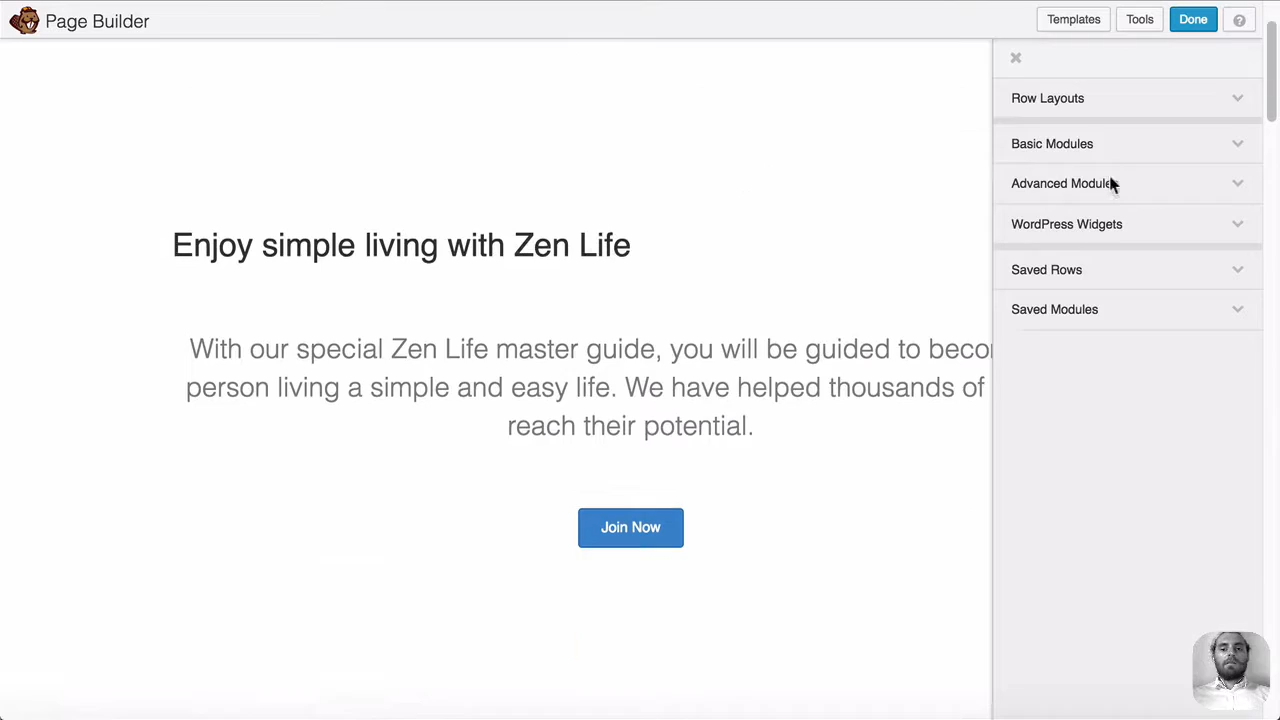 Page Builder
Templates
Tools
Done
?
Row Layouts
Basic Modules
Advanced Module
WordPress Widgets
Saved Rows
Saved Modules
Enjoy simple living with Zen Life
With our special Zen Life master guide, you will be guided to becor
person living a simple and easy life. We have helped thousands of
reach their potential.
Join Now